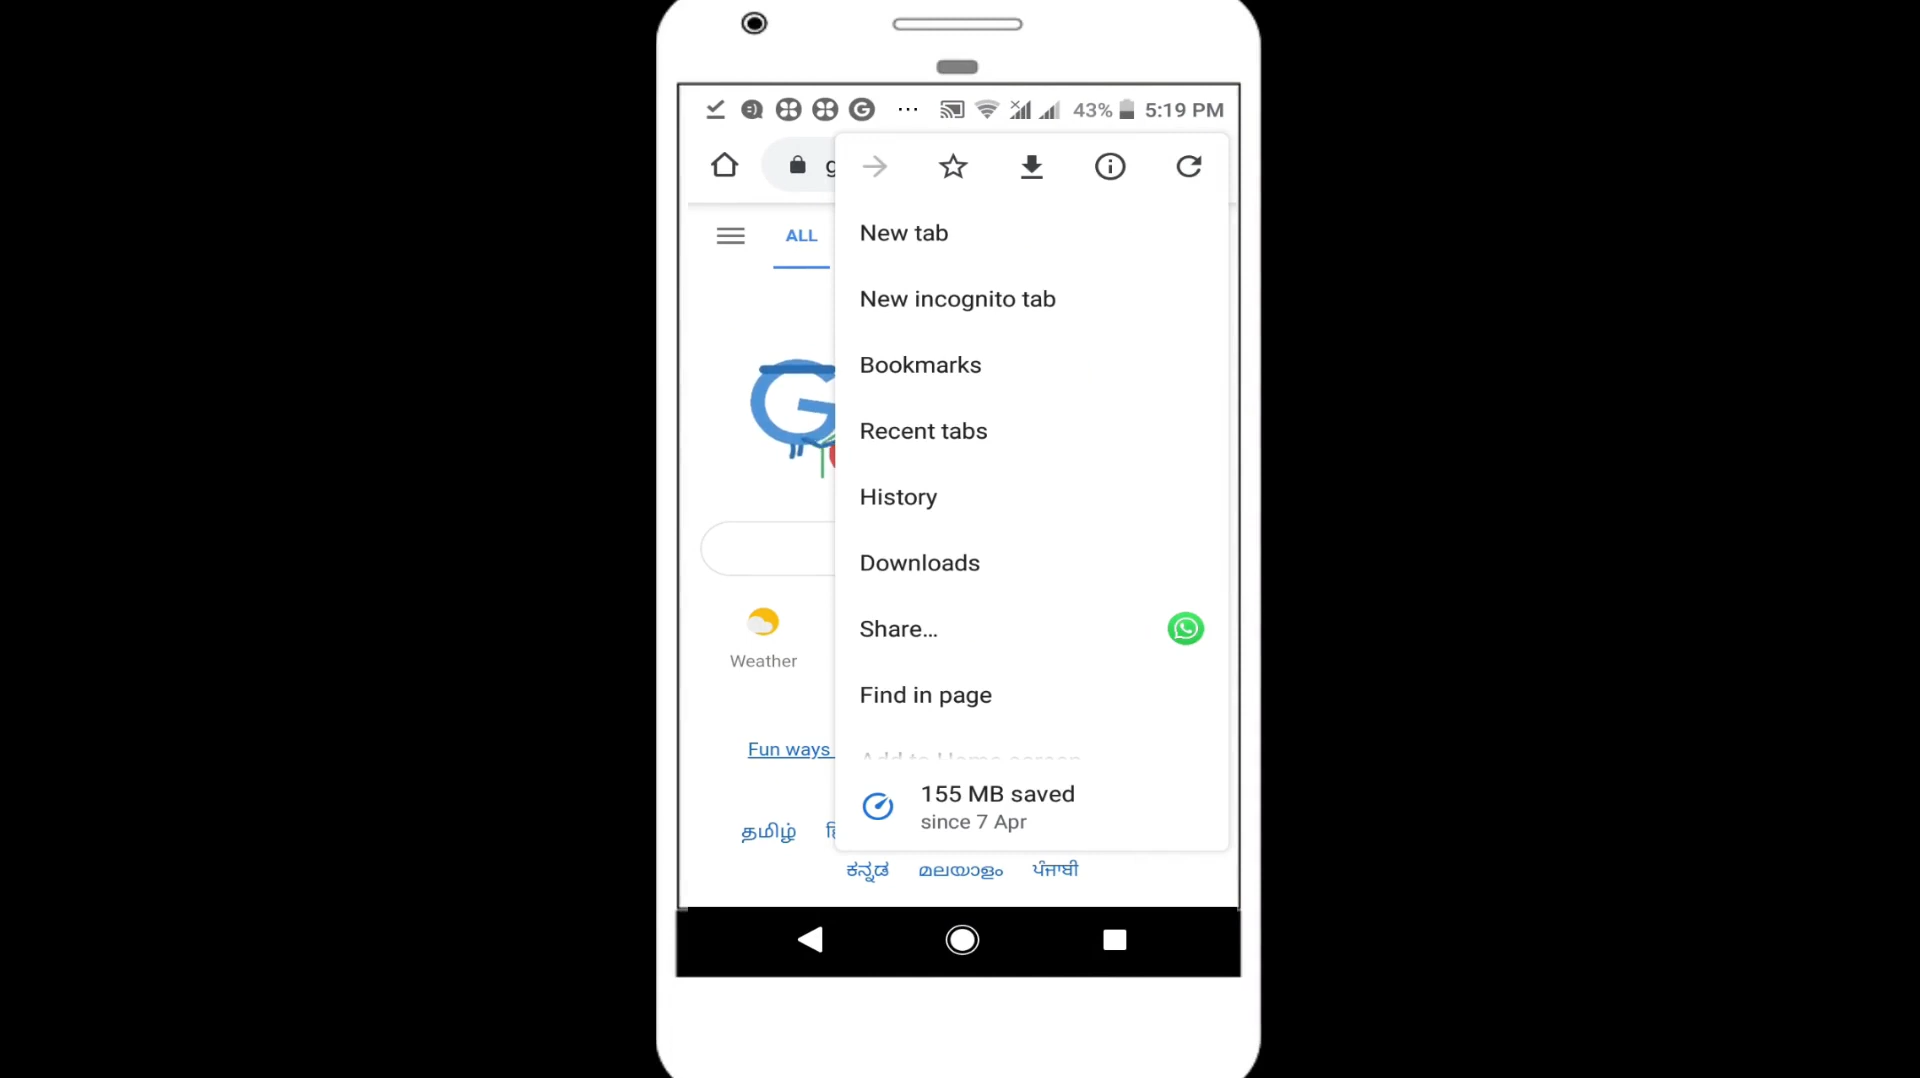 43% 5:19 PM
g
ALL
New tab
New incognito tab
Bookmarks
Recent tabs
History
Downloads
Share...
Find in page
Add to Home screen
155 MB saved
since 7 Apr
G
Weather
Fun ways
தமிழ்
ಕನ್ನಡ മലയാളം ਪੰਜਾਬੀ